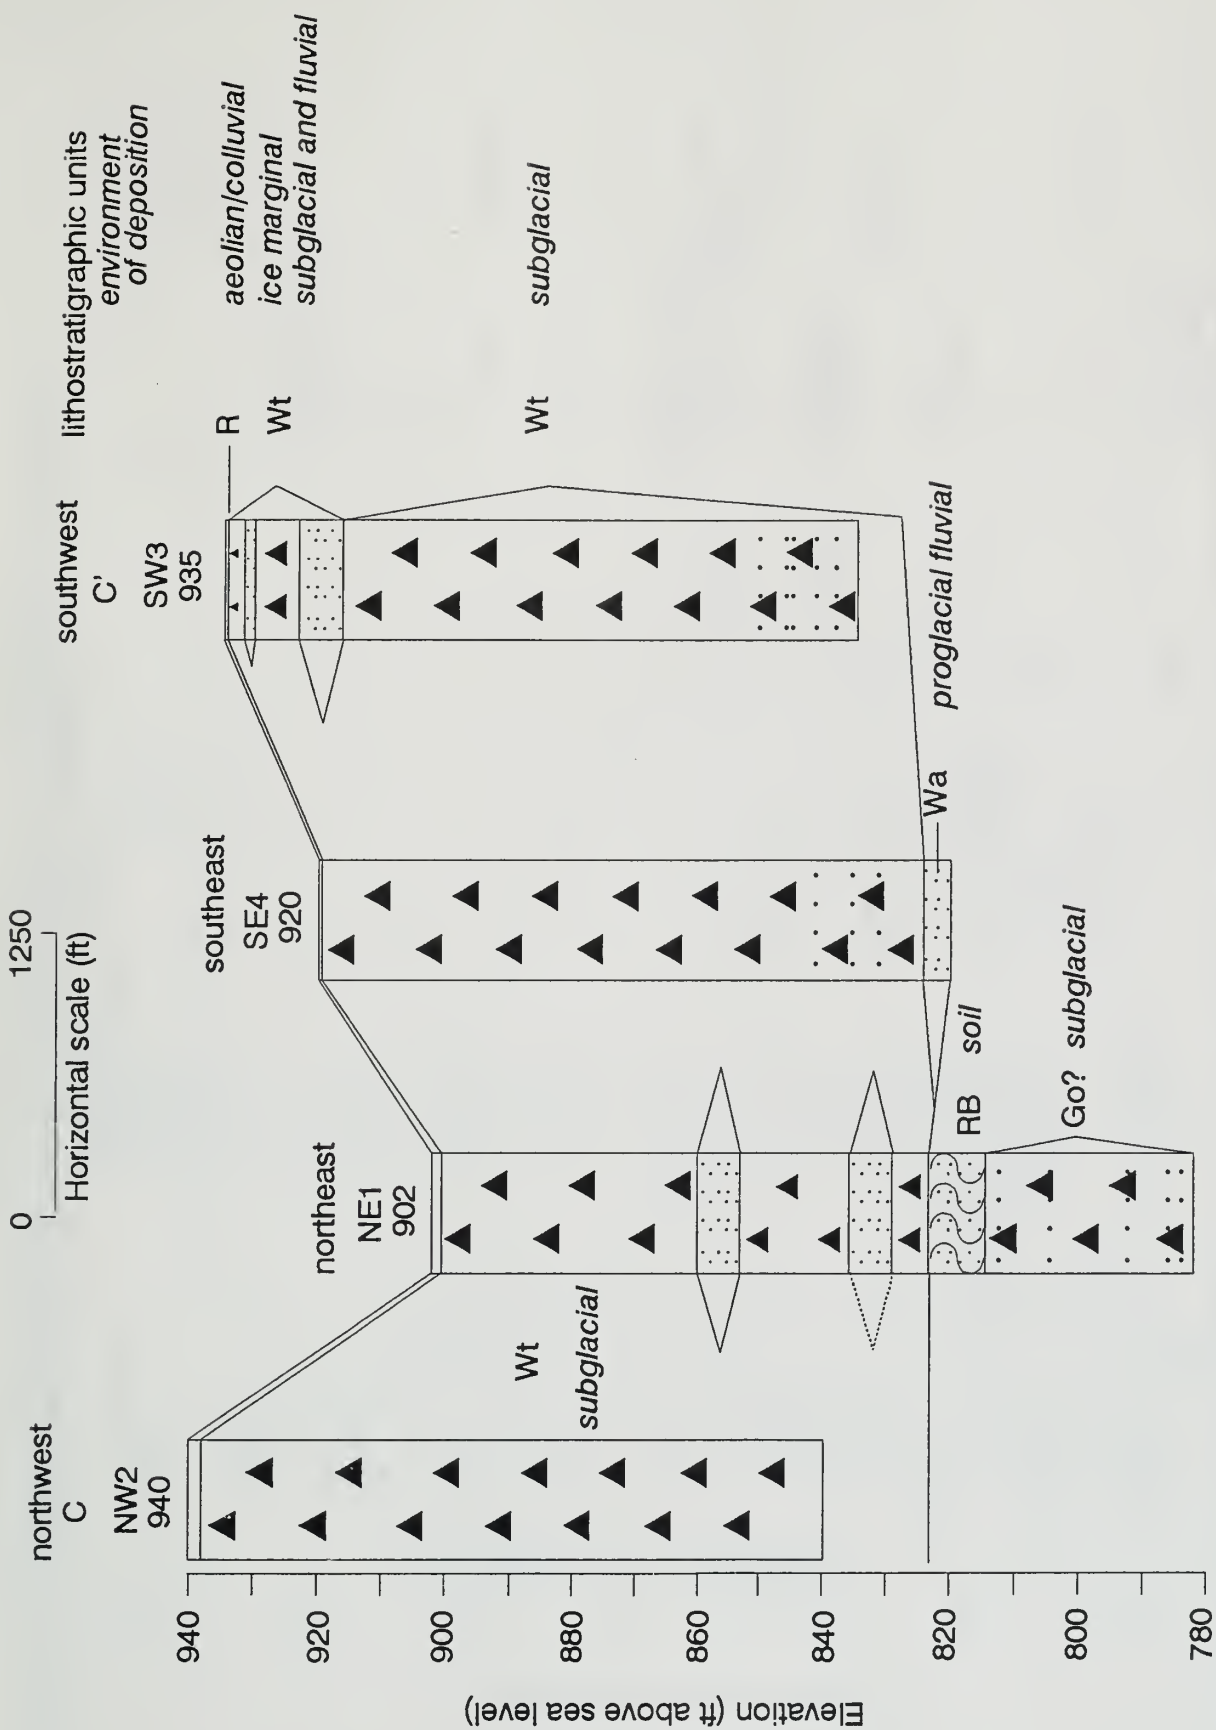 0 1250
Horizontal scale (ft)
northwest
C
NW2
940
northeast
NE1
902
southeast
SE4
920
southwest
C'
SW3
935
lithostratigraphic units
environment
of deposition
R
aeolian/colluvial
Wt
ice marginal
subglacial and fluvial
Wt
subglacial
Wt
subglacial
Wa
proglacial fluvial
RB
soil
Go?
subglacial
Elevation (ft above sea level)
940
920
900
880
860
840
820
800
780